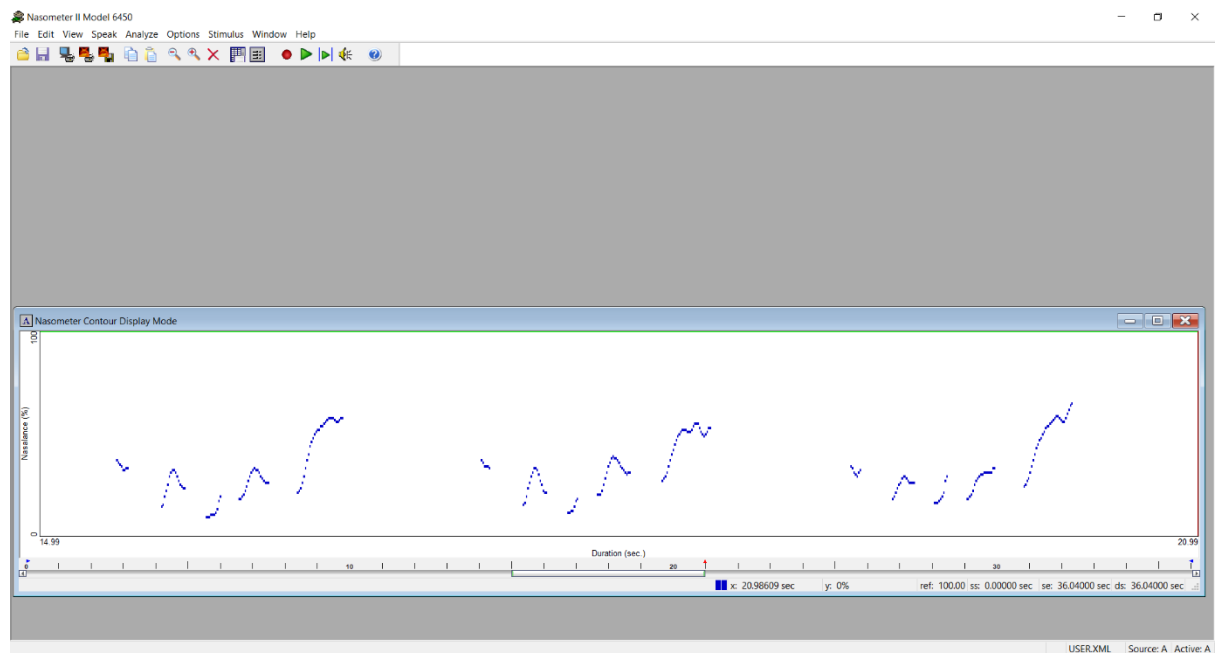 Nasometer II Model 6450
File Edit View Speak Analyze Options Stimulus Window Help
A Nasometer Contour Display Mode
100
Nasalance (%)
0
14.99 20.99
Duration (sec.)
0 10 20 30
x: 20.98609 sec y: 0% ref: 100.00 ss: 0.00000 sec se: 36.04000 sec ds: 36.04000 sec
USER.XML Source: A Active: A